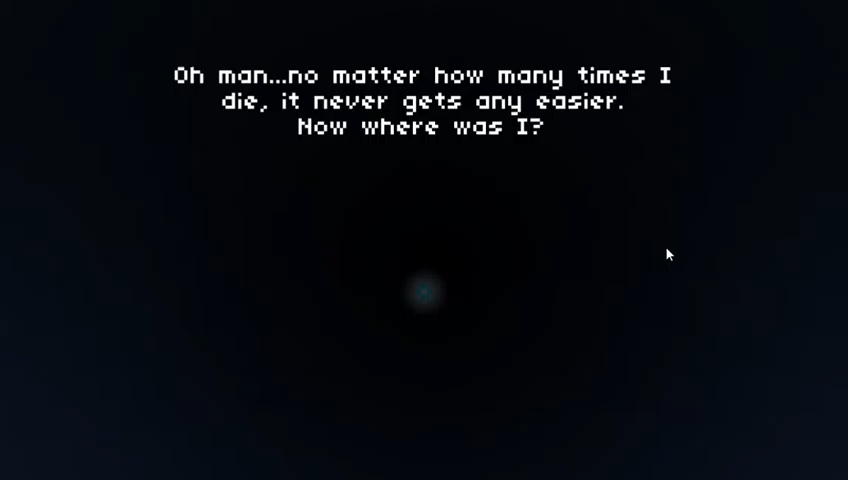 Oh man...no matter how many times I
die, it never gets any easier.
Now where was I?